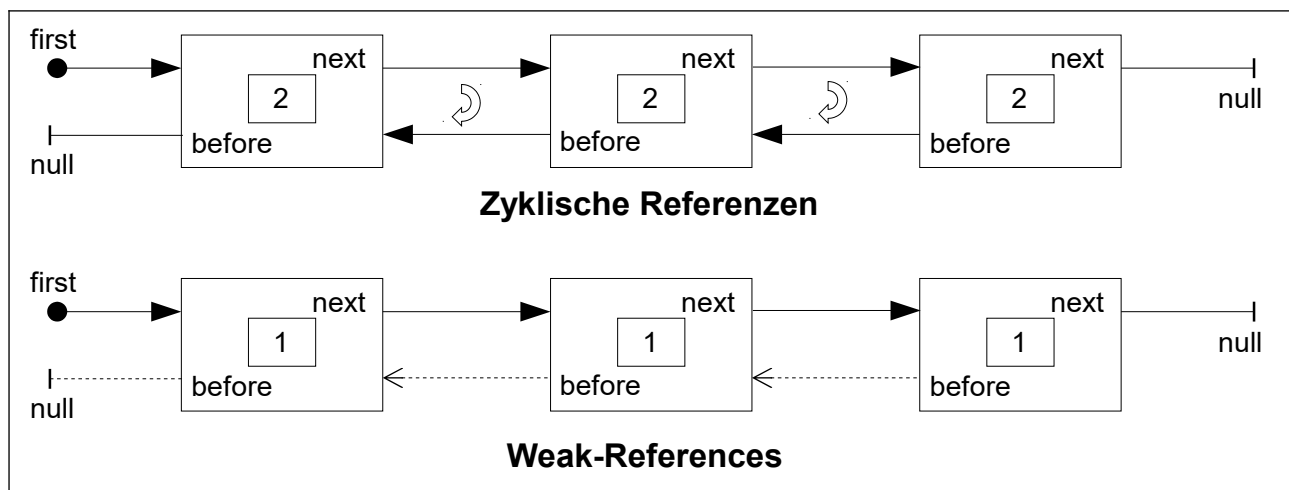 first
next
next
next
2
2
2
null
before
before
before
null
Zyklische Referenzen
first
next
next
next
1
1
1
null
before
before
before
null
Weak-References